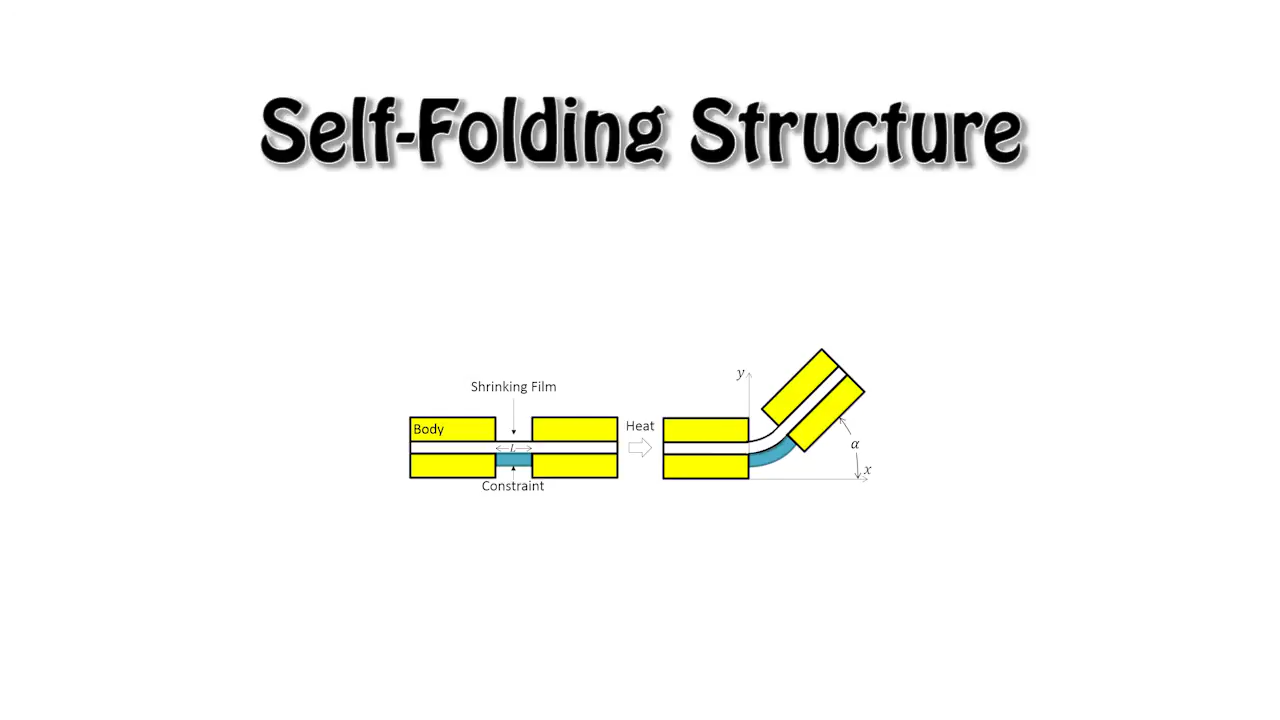 Self-Folding Structure
Shrinking Film
Body
L
Constraint
Heat
y
α
x